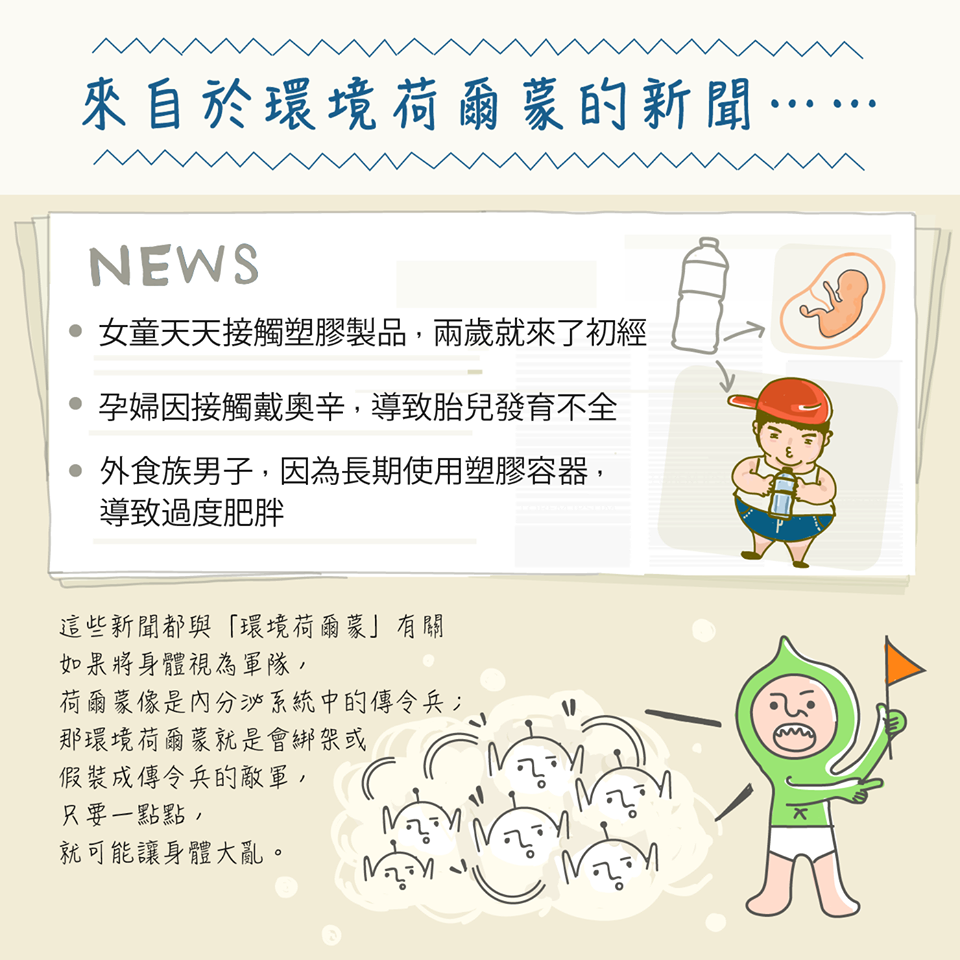 來自於環境荷爾蒙的新聞……
NEWS
• 女童天天接觸塑膠製品，兩歲就來了初經
• 孕婦因接觸戴奧辛，導致胎兒發育不全
• 外食族男子，因為長期使用塑膠容器，
導致過度肥胖
這些新聞都與「環境荷爾蒙」有關
如果將身體視為軍隊，
荷爾蒙像是內分泌系統中的傳令兵；
那環境荷爾蒙就是會綁架或
假裝成傳令兵的敵軍，
只要一點點，
就可能讓身體大亂。